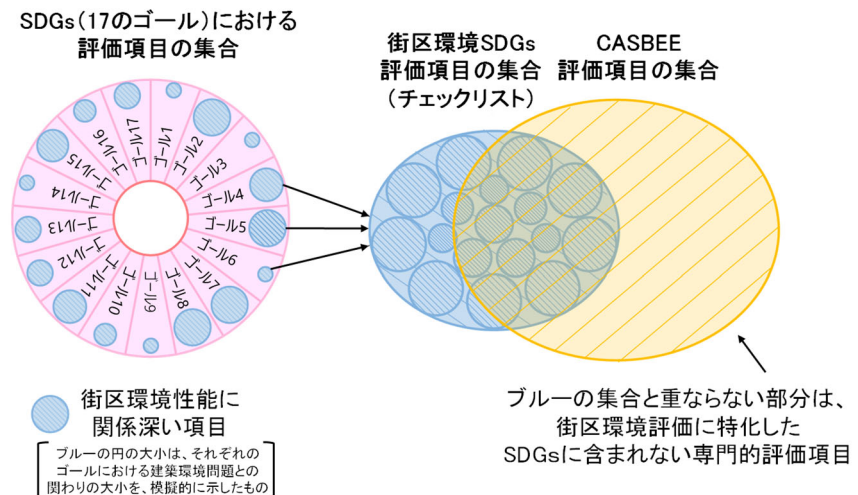 SDGs（17のゴール）における
評価項目の集合
街区環境SDGs
評価項目の集合
（チェックリスト）
CASBEE
評価項目の集合
ゴール1
ゴール2
ゴール3
ゴール4
ゴール5
ゴール6
ゴール7
ゴール8
ゴール9
ゴール10
ゴール11
ゴール12
ゴール13
ゴール14
ゴール15
ゴール16
ゴール17
街区環境性能に
関係深い項目
ブルーの円の大小は、それぞれの
ゴールにおける建築環境問題との
関わりの大小を、模擬的に示したもの
ブルーの集合と重ならない部分は、
街区環境評価に特化した
SDGsに含まれない専門的評価項目